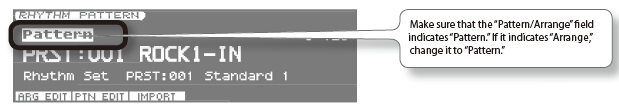 RHYTHM PATTERN
Pattern
PRST:001 ROCK1-IN
Rhythm Set PRST:001 Standard 1
ARG EDIT PTN EDIT IMPORT
Make sure that the “Pattern/Arrange” field
indicates “Pattern.” If it indicates “Arrange,”
change it to “Pattern.”